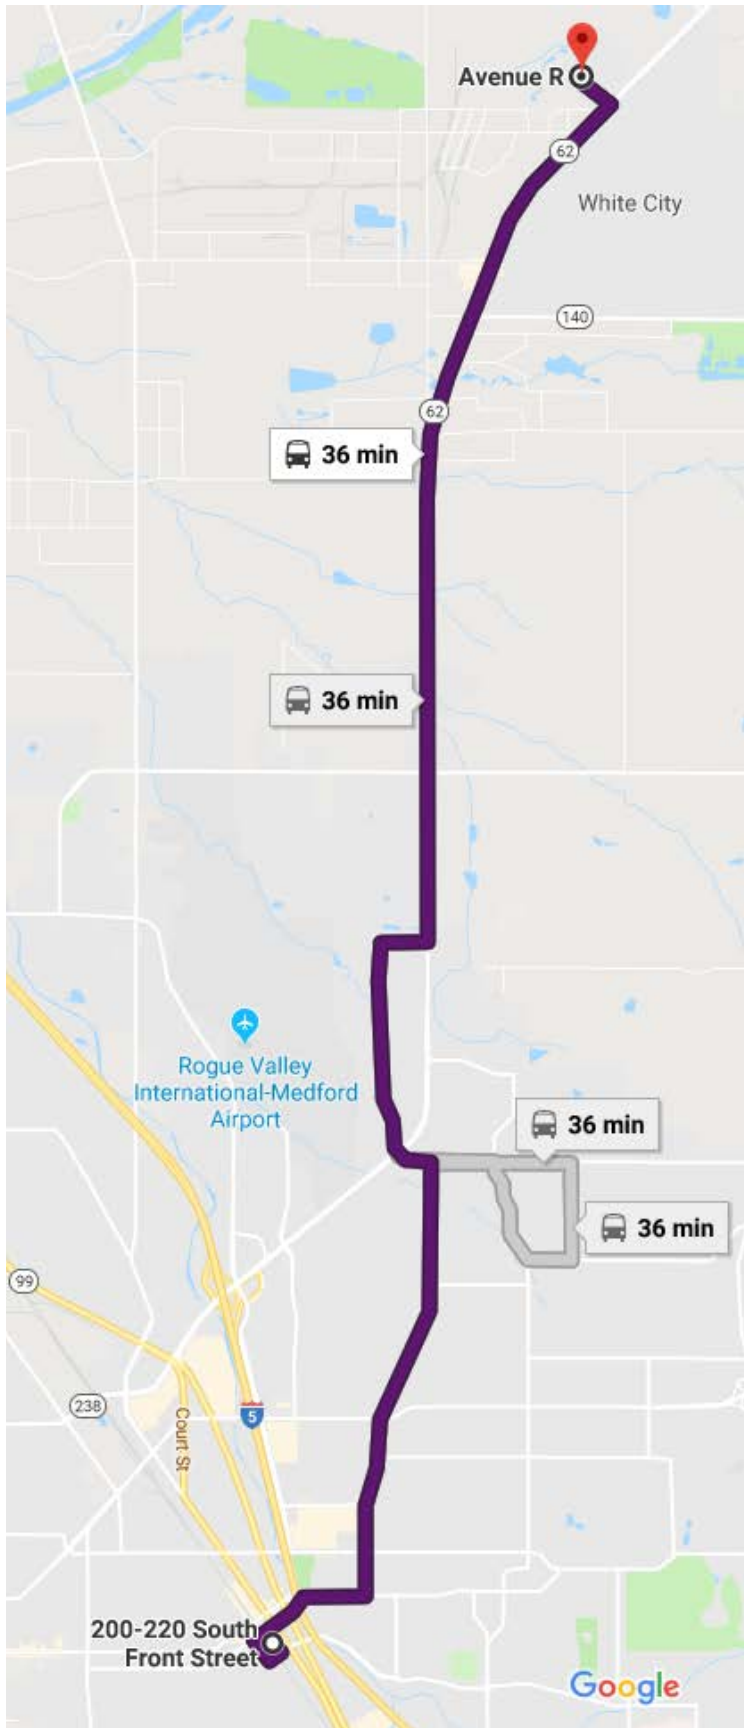 Avenue R
62
White City
140
62
36 min
36 min
Rogue Valley
International-Medford
Airport
36 min
36 min
99
238
5
Court St
200-220 South
Front Street
Google